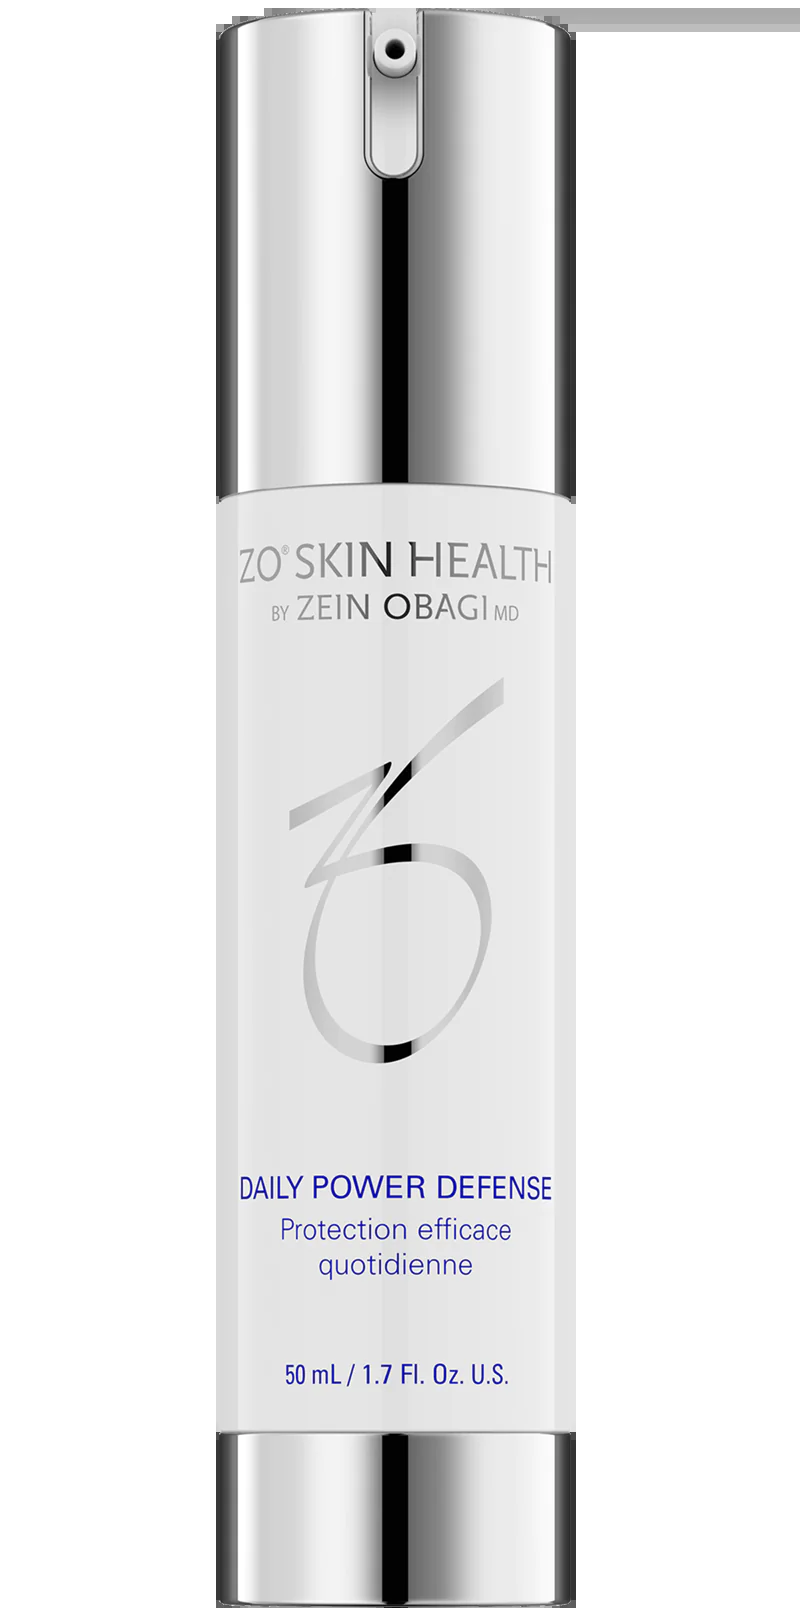 ZO® SKIN HEALTH
BY ZEIN OBAGI MD
DAILY POWER DEFENSE
Protection efficace
quotidienne
50 mL / 1.7 Fl. Oz. U.S.